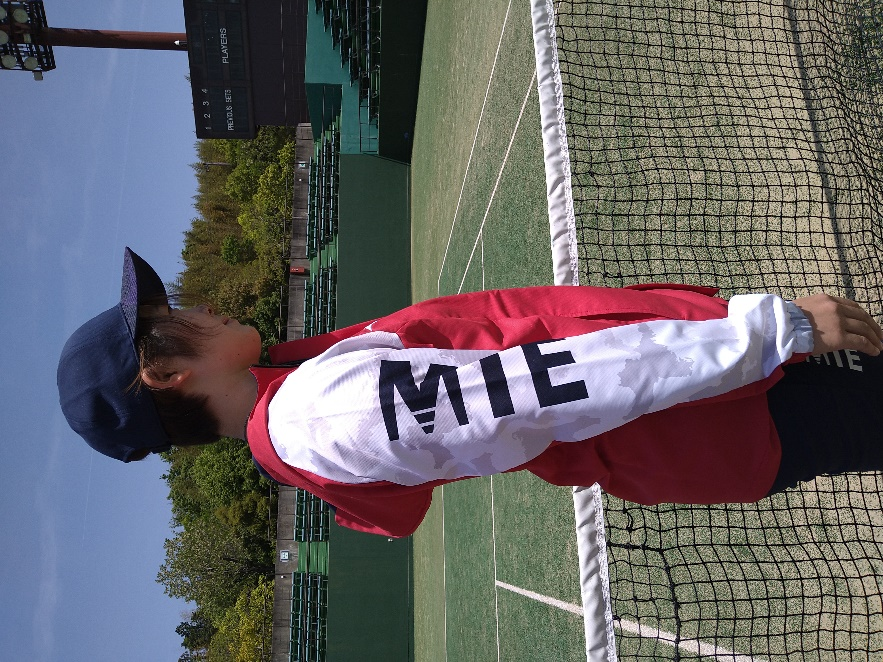 PLAYERS
PREVIOUS SETS
1 2 3 4
MIE
MIE